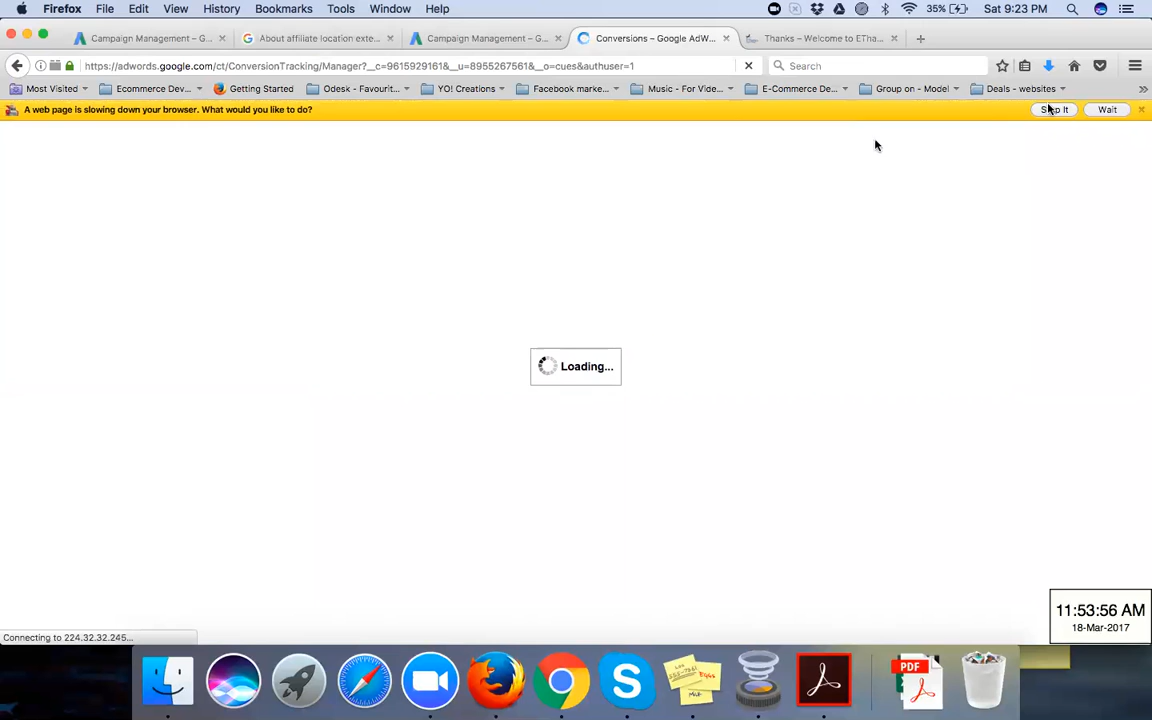 Firefox File Edit View History Bookmarks Tools Window Help 35% Sat 9:23 PM
Campaign Management – G... About affiliate location exte... Campaign Management – G... Conversions – Google AdW... Thanks – Welcome to ETha...
https://adwords.google.com/ct/ConversionTracking/Manager?__c=9615929161&__u=8955267561&__o=cues&authuser=1 Search
Most Visited Ecommerce Dev... Getting Started Odesk - Favourit... YO! Creations Facebook marke... Music - For Vide... E-Commerce De... Group on - Model Deals - websites
A web page is slowing down your browser. What would you like to do? Stop It Wait
Loading...
11:53:56 AM
18-Mar-2017
Connecting to 224.32.32.245...
PDF